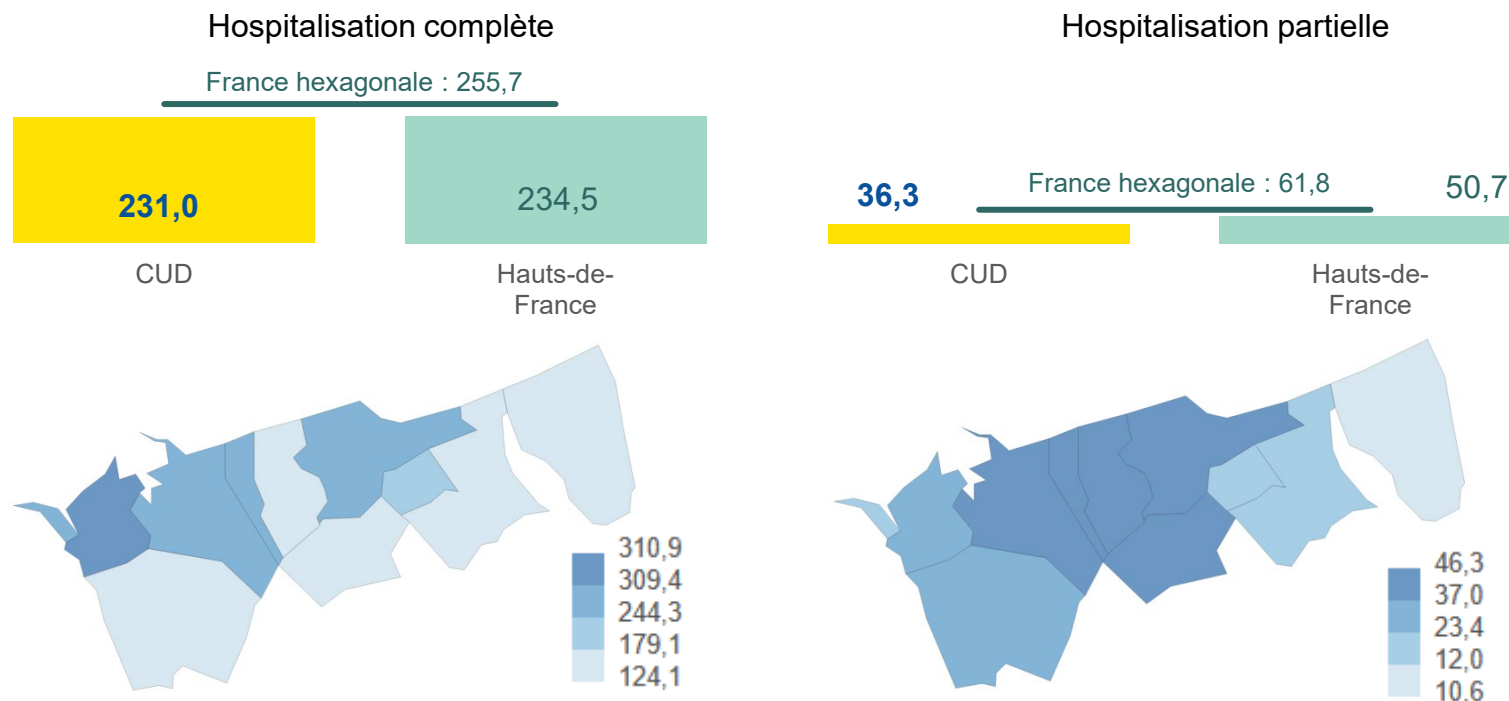 Hospitalisation complète
France hexagonale : 255,7
231,0
234,5
CUD
Hauts-de-
France
310,9
309,4
244,3
179,1
124,1
Hospitalisation partielle
France hexagonale : 61,8
36,3
50,7
CUD
Hauts-de-
France
46,3
37,0
23,4
12,0
10.6